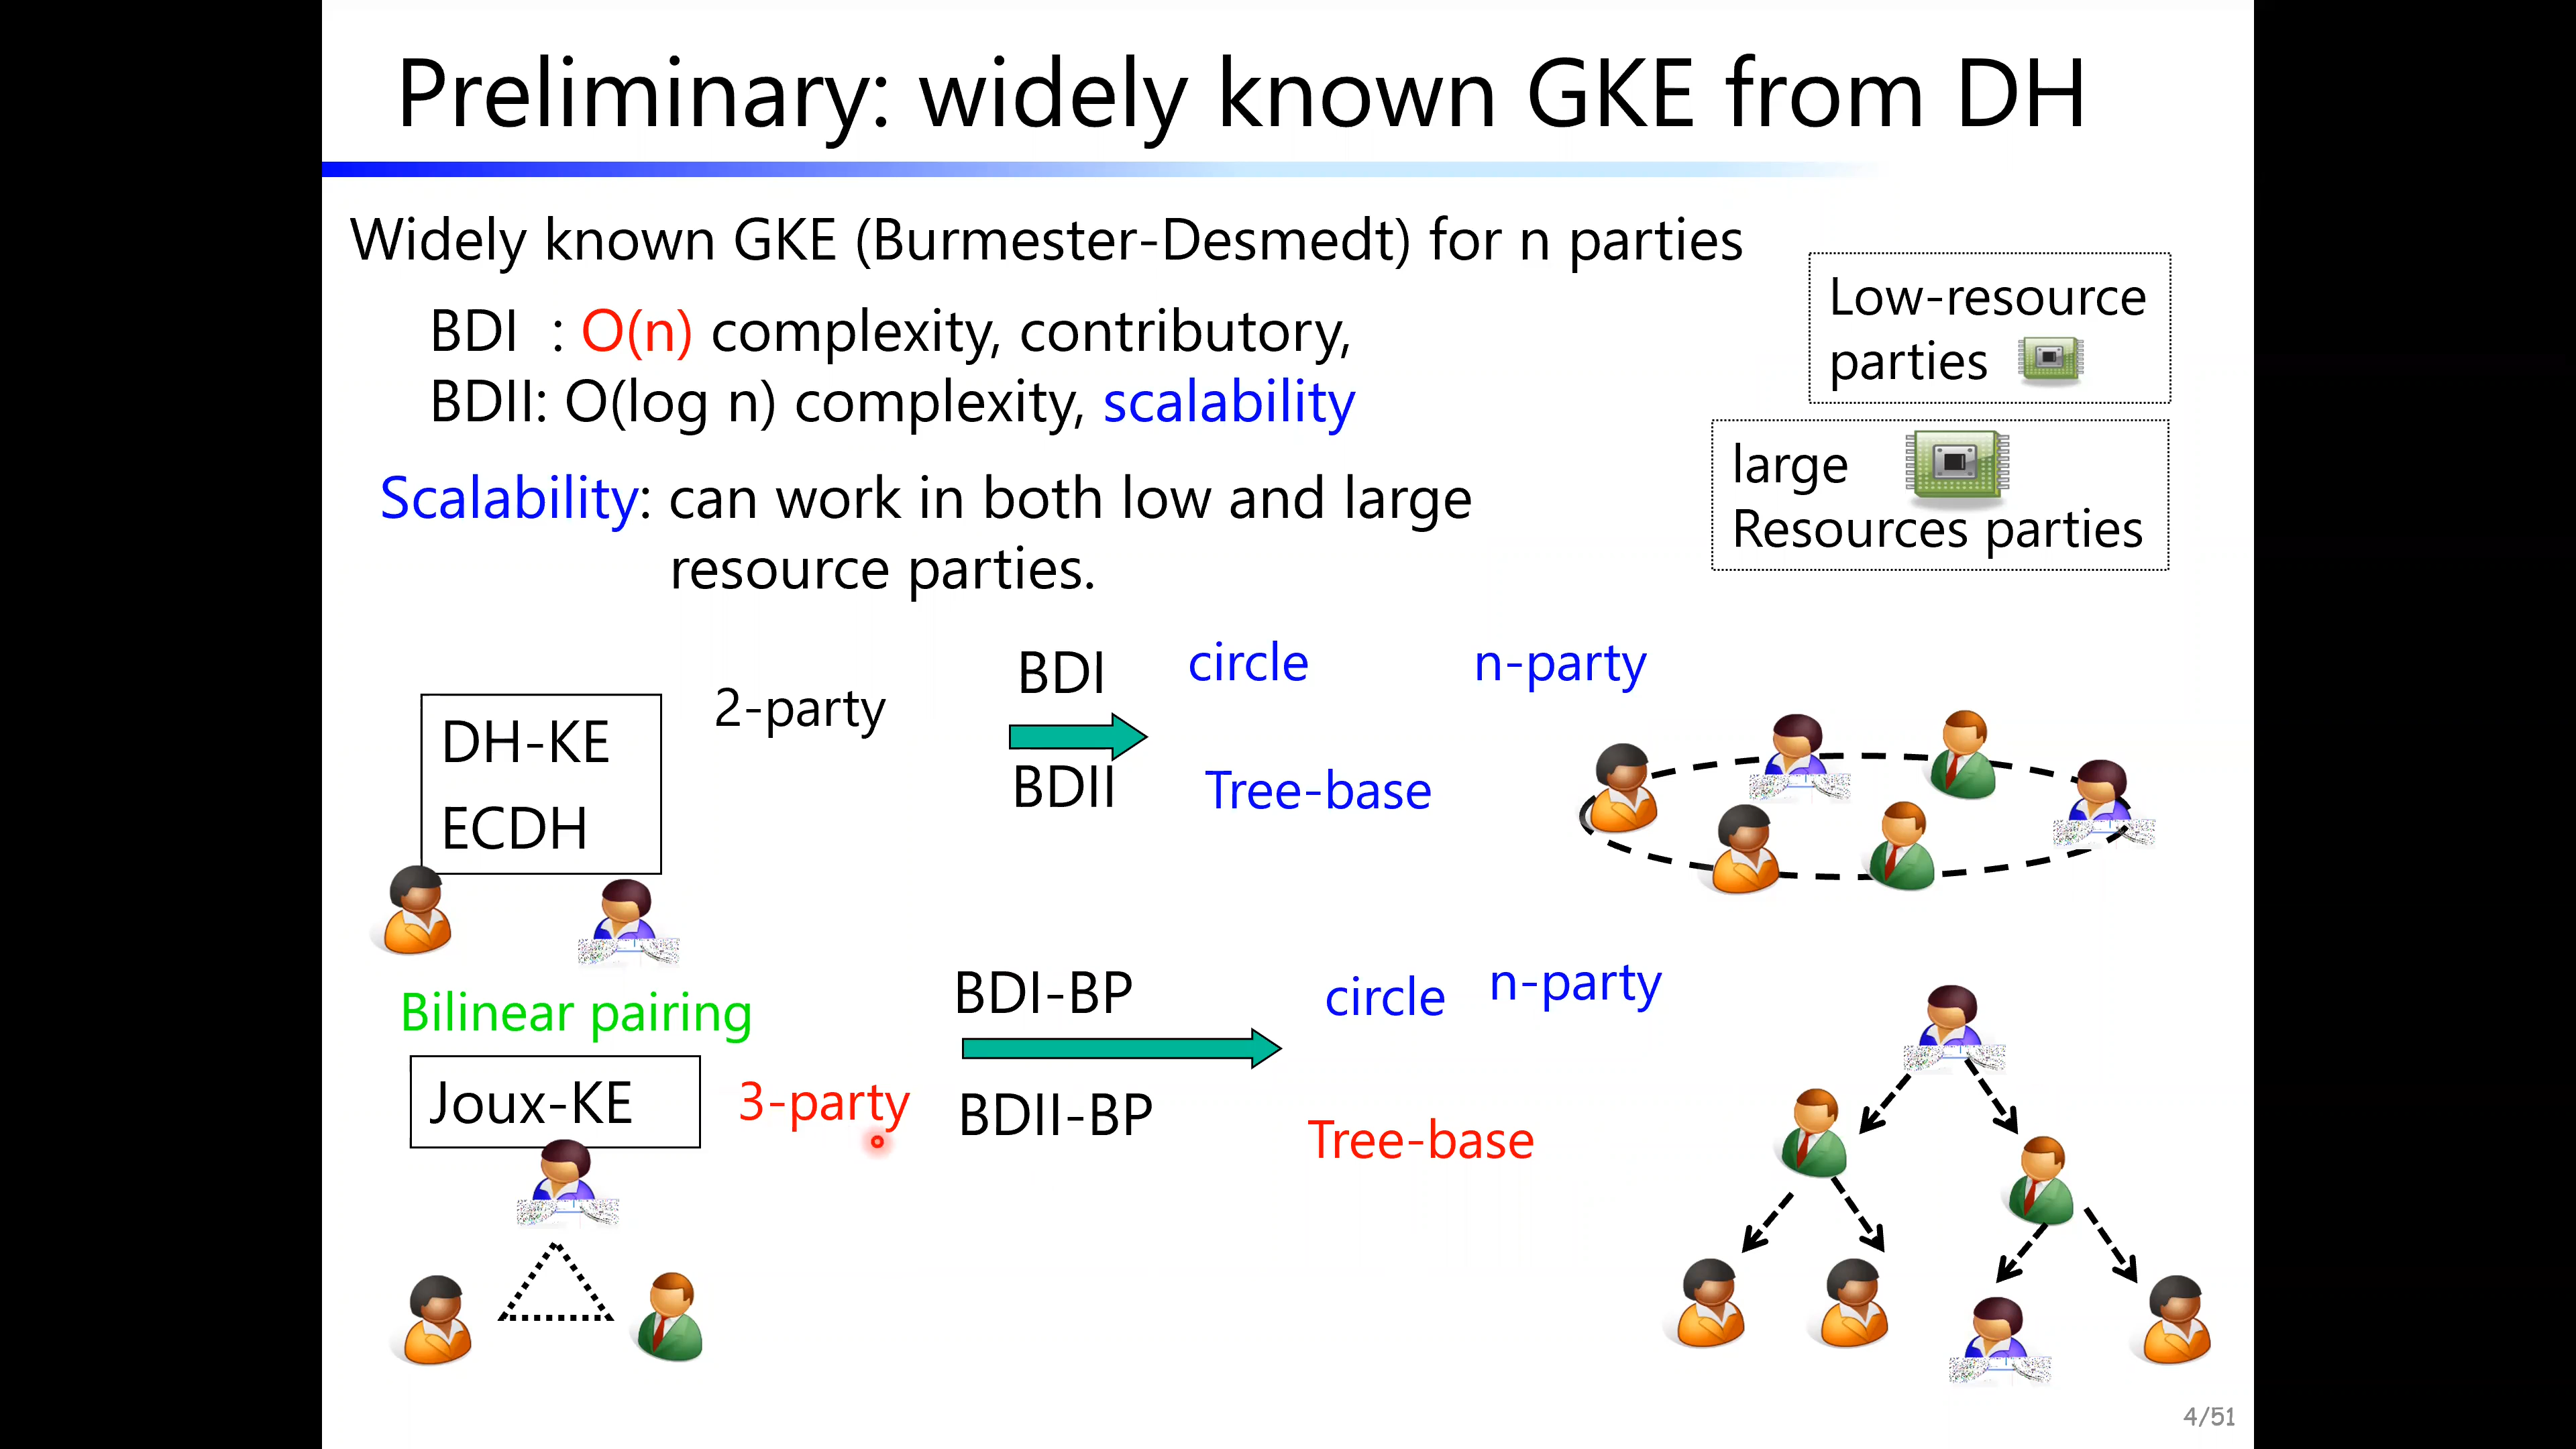 Preliminary: widely known GKE from DH
Widely known GKE (Burmester-Desmedt) for n parties
BDI : O(n) complexity, contributory,
BDII: O(log n) complexity, scalability
Scalability: can work in both low and large
resource parties.
Low-resource
parties
large
Resources parties
DH-KE
ECDH
2-party
BDI
BDII
circle
n-party
Tree-base
Bilinear pairing
Joux-KE
3-party
BDI-BP
BDII-BP
circle
n-party
Tree-base
4/51